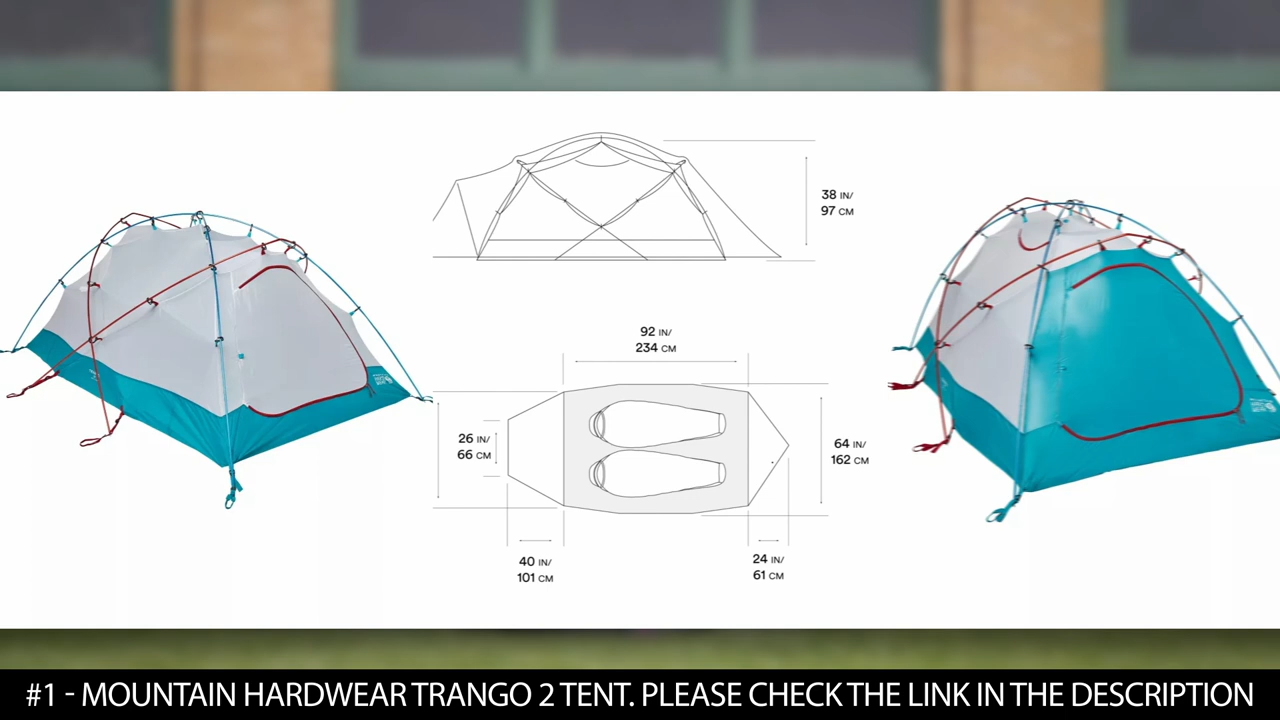 38 IN/
97 CM
92 IN/
234 CM
26 IN/
66 CM
64 IN/
162 CM
40 IN/
101 CM
24 IN/
61 CM
#1 - MOUNTAIN HARDWEAR TRANGO 2 TENT. PLEASE CHECK THE LINK IN THE DESCRIPTION